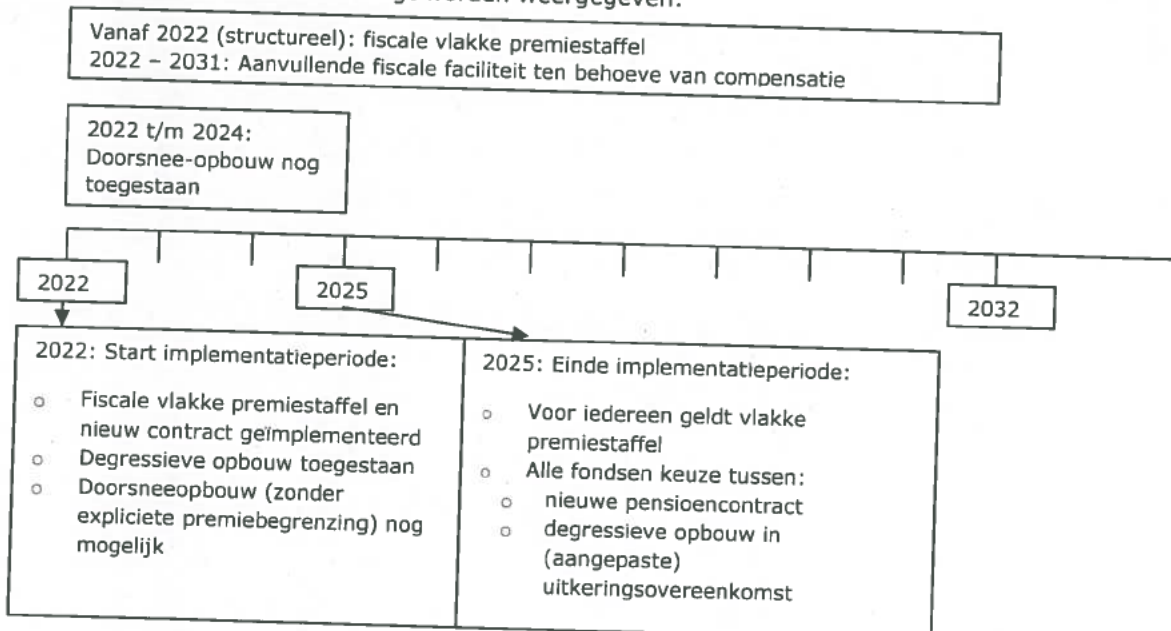 worden weergegeven:
Vanaf 2022 (structureel): fiscale vlakke premiestaffel
2022 – 2031: Aanvullende fiscale faciliteit ten behoeve van compensatie
2022 t/m 2024:
Doorsnee-opbouw nog
toegestaan
2022
2025
2032
2022: Start implementatieperiode:
o Fiscale vlakke premiestaffel en
nieuw contract geïmplementeerd
o Degressieve opbouw toegestaan
o Doorsneeopbouw (zonder
expliciete premiebegrenzing) nog
mogelijk
2025: Einde implementatieperiode:
o Voor iedereen geldt vlakke
premiestaffel
o Alle fondsen keuze tussen:
o nieuwe pensioencontract
o degressieve opbouw in
(aangepaste)
uitkeringsovereenkomst